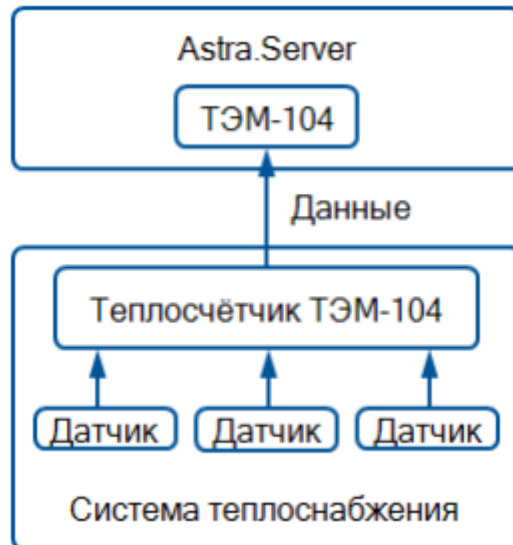 Astra.Server
ТЭМ-104
Данные
Теплосчётчик ТЭМ-104
Датчик Датчик Датчик
Система теплоснабжения